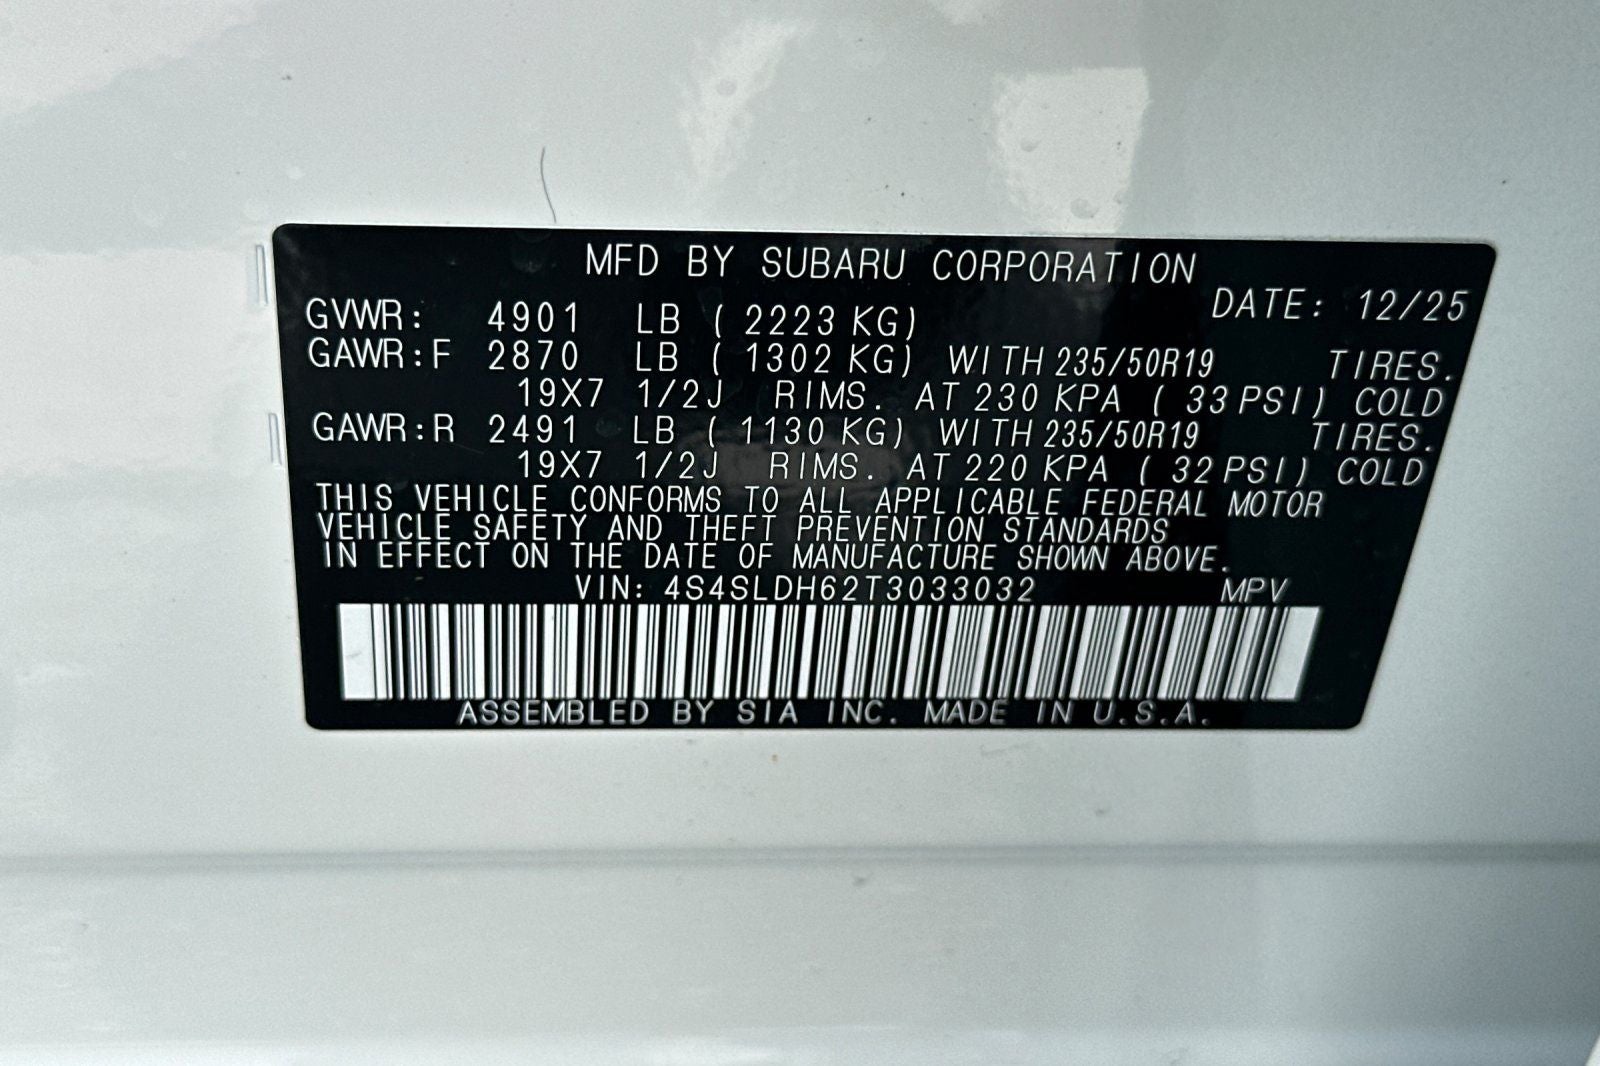 MFD BY SUBARU CORPORATION
DATE: 12/25
GVWR: 4901 LB ( 2223 KG)
GAWR:F 2870 LB ( 1302 KG) WITH 235/50R19 TIRES.
19X7 1/2J RIMS. AT 230 KPA ( 33 PSI) COLD
GAWR:R 2491 LB ( 1130 KG) WITH 235/50R19 TIRES.
19X7 1/2J RIMS. AT 220 KPA ( 32 PSI) COLD
THIS VEHICLE CONFORMS TO ALL APPLICABLE FEDERAL MOTOR
VEHICLE SAFETY AND THEFT PREVENTION STANDARDS
IN EFFECT ON THE DATE OF MANUFACTURE SHOWN ABOVE.
VIN: 4S4SLDH62T3033032 MPV
ASSEMBLED BY SIA INC. MADE IN U.S.A.